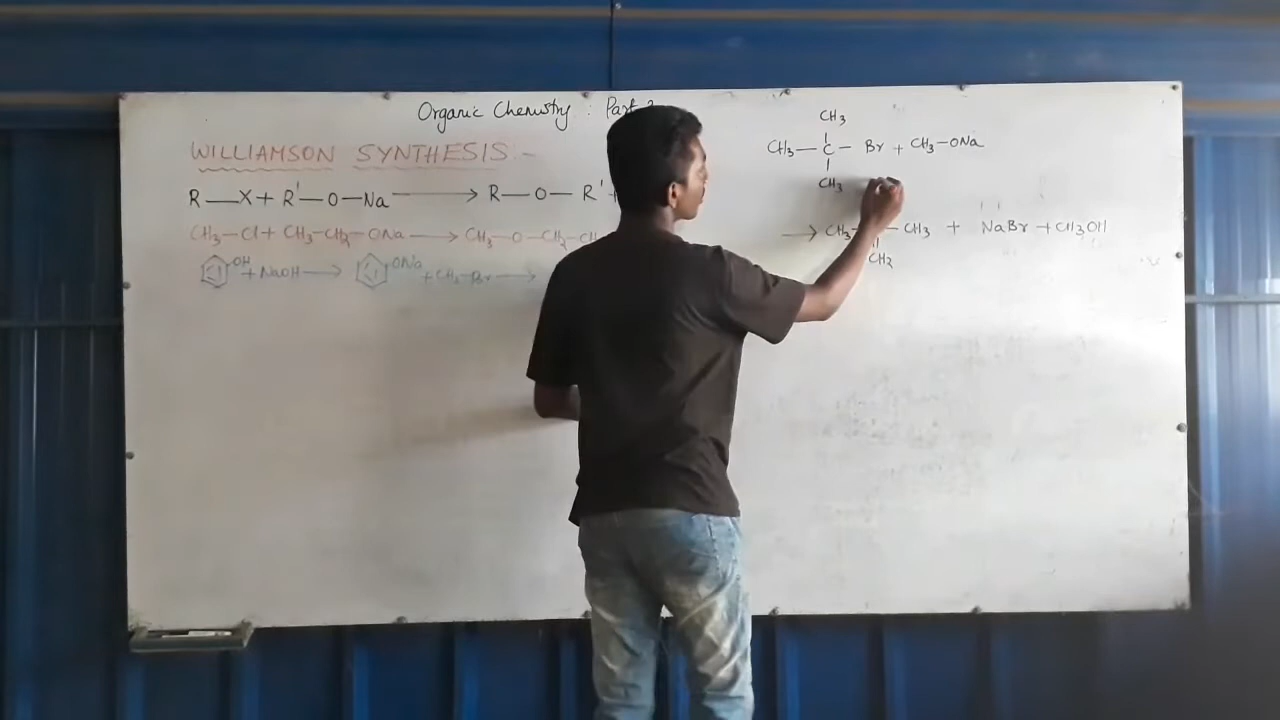 Organic Chemistry : Part
WILLIAMSON SYNTHESIS -
R—X + R'—O—Na ⟶ R—O—R' +
CH3—Cl + CH3—CH2—ONa ⟶ CH3—O—CH2—CH
OH + NaOH ⟶ ONa + CH3—Br ⟶
CH3
CH3—C—Br + CH3—ONa
CH3
⟶ CH3 — CH3 + NaBr + CH3OH
CH2